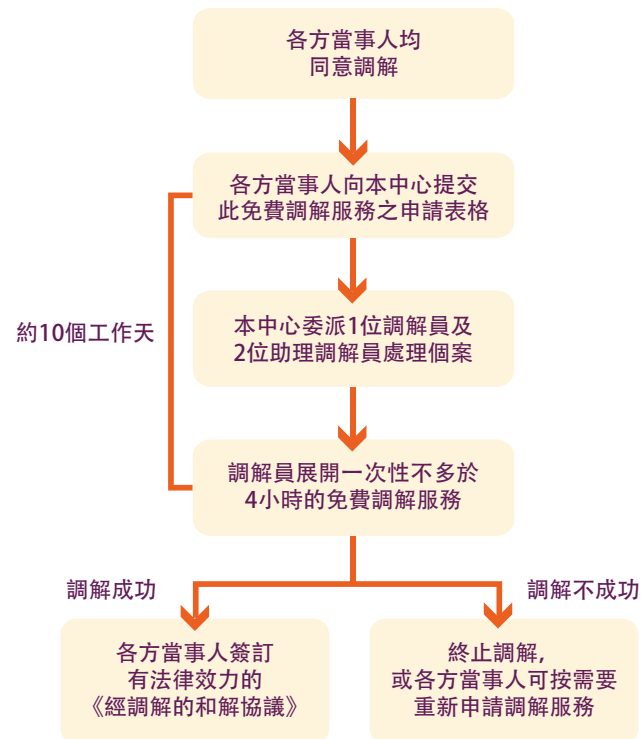 各方當事人均
同意調解
各方當事人向本中心提交
此免費調解服務之申請表格
約10個工作天
本中心委派1位調解員及
2位助理調解員處理個案
調解員展開一次性不多於
4小時的免費調解服務
調解成功
調解不成功
各方當事人簽訂
有法律效力的
《經調解的和解協議》
終止調解,
或各方當事人可按需要
重新申請調解服務